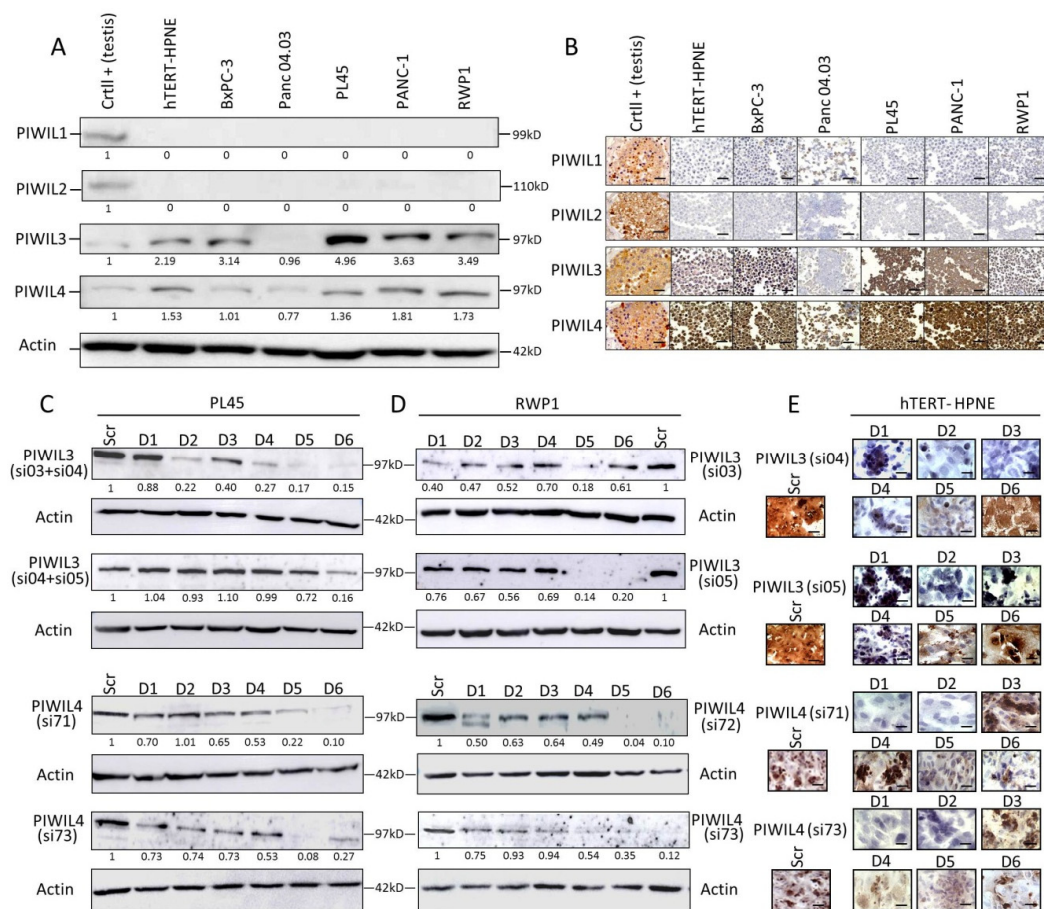 A
Crtll + (testis)
hTERT-HPNE
BxPC-3
Panc 04.03
PL45
PANC-1
RWP1
PIWIL1
99kD
1 0 0 0 0 0 0
PIWIL2
110kD
1 0 0 0 0 0 0
PIWIL3
97kD
1 2.19 3.14 0.96 4.96 3.63 3.49
PIWIL4
97kD
1 1.53 1.01 0.77 1.36 1.81 1.73
Actin
42kD
B
Crtll + (testis)
hTERT-HPNE
BxPC-3
Panc 04.03
PL45
PANC-1
RWP1
PIWIL1
PIWIL2
PIWIL3
PIWIL4
C
PL45
Scr D1 D2 D3 D4 D5 D6
PIWIL3
(si03+si04)
97kD
1 0.88 0.22 0.40 0.27 0.17 0.15
Actin
42kD
PIWIL3
(si04+si05)
97kD
1 1.04 0.93 1.10 0.99 0.72 0.16
Actin
42kD
Scr D1 D2 D3 D4 D5 D6
PIWIL4
(si71)
97kD
1 0.70 1.01 0.65 0.53 0.22 0.10
Actin
42kD
PIWIL4
(si73)
97kD
1 0.73 0.74 0.73 0.53 0.08 0.27
Actin
42kD
D
RWP1
D1 D2 D3 D4 D5 D6 Scr
PIWIL3
(si03)
0.40 0.47 0.52 0.70 0.18 0.61 1
Actin
PIWIL3
(si05)
0.76 0.67 0.56 0.69 0.14 0.20 1
Actin
Scr D1 D2 D3 D4 D5 D6
PIWIL4
(si72)
1 0.50 0.63 0.64 0.49 0.04 0.10
Actin
PIWIL4
(si73)
1 0.75 0.93 0.94 0.54 0.35 0.12
Actin
E
hTERT-HPNE
D1 D2 D3
PIWIL3 (si04)
Scr
D4 D5 D6
D1 D2 D3
PIWIL3 (si05)
Scr
D4 D5 D6
D1 D2 D3
PIWIL4 (si71)
Scr
D4 D5 D6
D1 D2 D3
PIWIL4 (si73)
Scr
D4 D5 D6